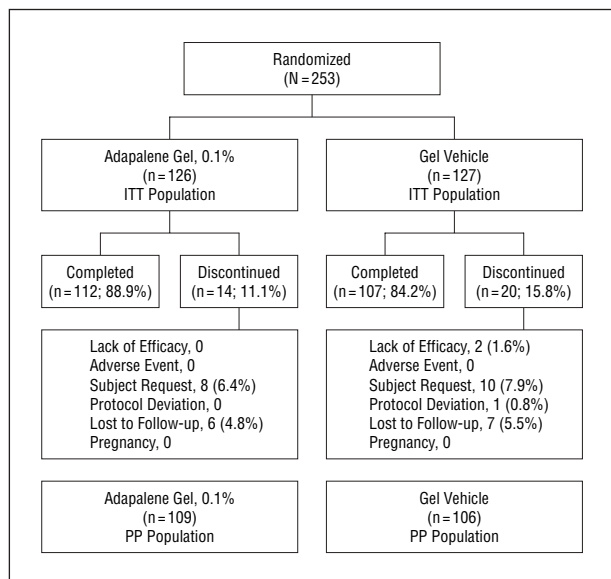 Randomized
(N = 253)
Adapalene Gel, 0.1%
(n = 126)
ITT Population
Gel Vehicle
(n = 127)
ITT Population
Completed
(n = 112; 88.9%)
Discontinued
(n = 14; 11.1%)
Completed
(n = 107; 84.2%)
Discontinued
(n = 20; 15.8%)
Lack of Efficacy, 0
Adverse Event, 0
Subject Request, 8 (6.4%)
Protocol Deviation, 0
Lost to Follow-up, 6 (4.8%)
Pregnancy, 0
Lack of Efficacy, 2 (1.6%)
Adverse Event, 0
Subject Request, 10 (7.9%)
Protocol Deviation, 1 (0.8%)
Lost to Follow-up, 7 (5.5%)
Pregnancy, 0
Adapalene Gel, 0.1%
(n = 109)
PP Population
Gel Vehicle
(n = 106)
PP Population